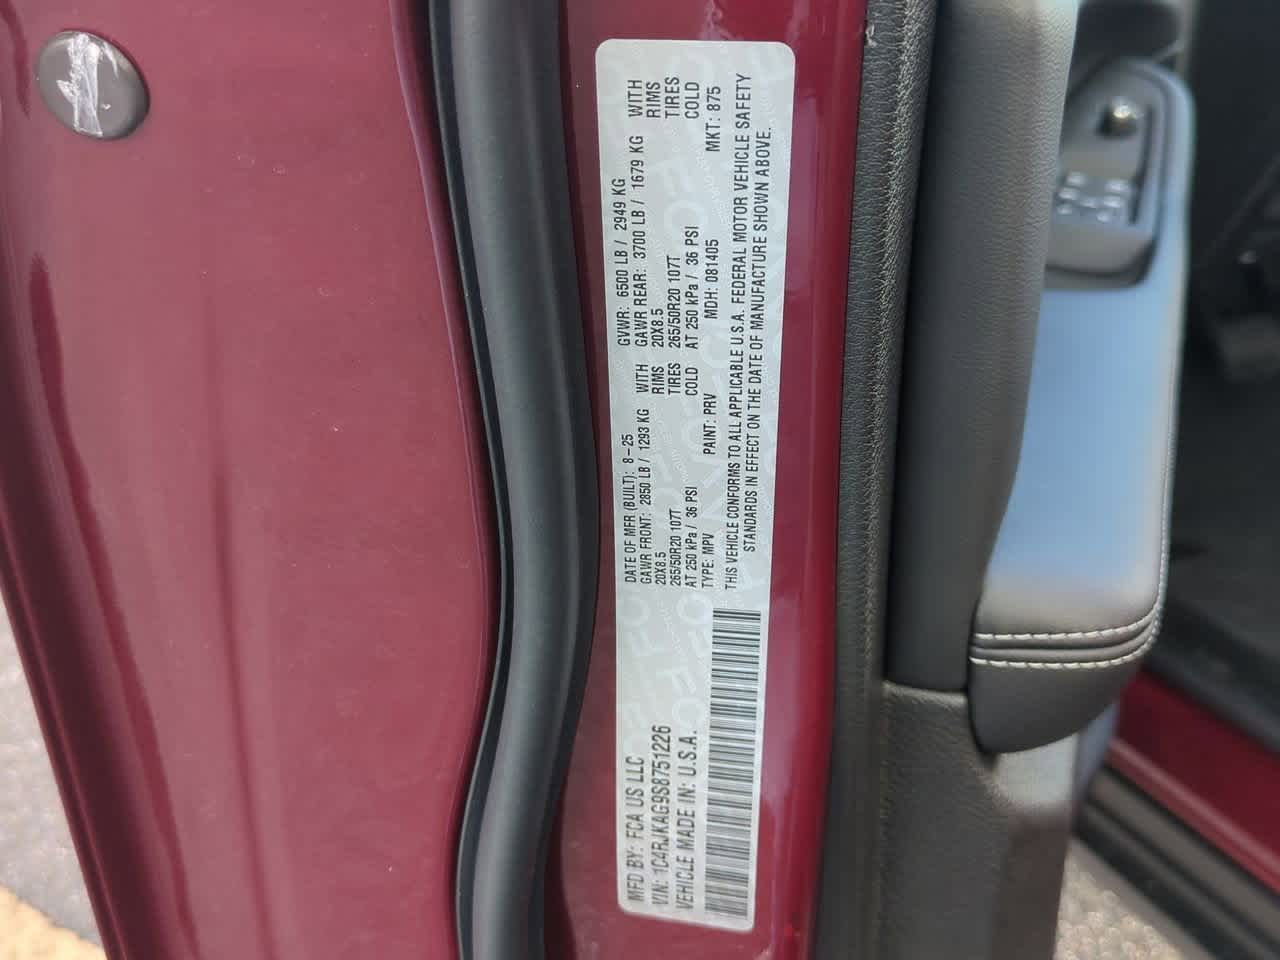 MFD BY: FCA US LLC
VIN: 1C4RJKAG9S8751226
VEHICLE MADE IN: U.S.A.
DATE OF MFR (BUILT): 8-25 GVWR: 6500 LB / 2949 KG
GAWR FRONT: 2850 LB / 1293 KG WITH GAWR REAR: 3700 LB / 1679 KG WITH
20X8.5 RIMS 20X8.5 RIMS
265/50R20 107T TIRES 265/50R20 107T TIRES
AT 250 kPa / 36 PSI COLD AT 250 kPa / 36 PSI COLD
TYPE: MPV PAINT: PRV MDH: 081405 MKT: 875
THIS VEHICLE CONFORMS TO ALL APPLICABLE U.S.A. FEDERAL MOTOR VEHICLE SAFETY
STANDARDS IN EFFECT ON THE DATE OF MANUFACTURE SHOWN ABOVE.